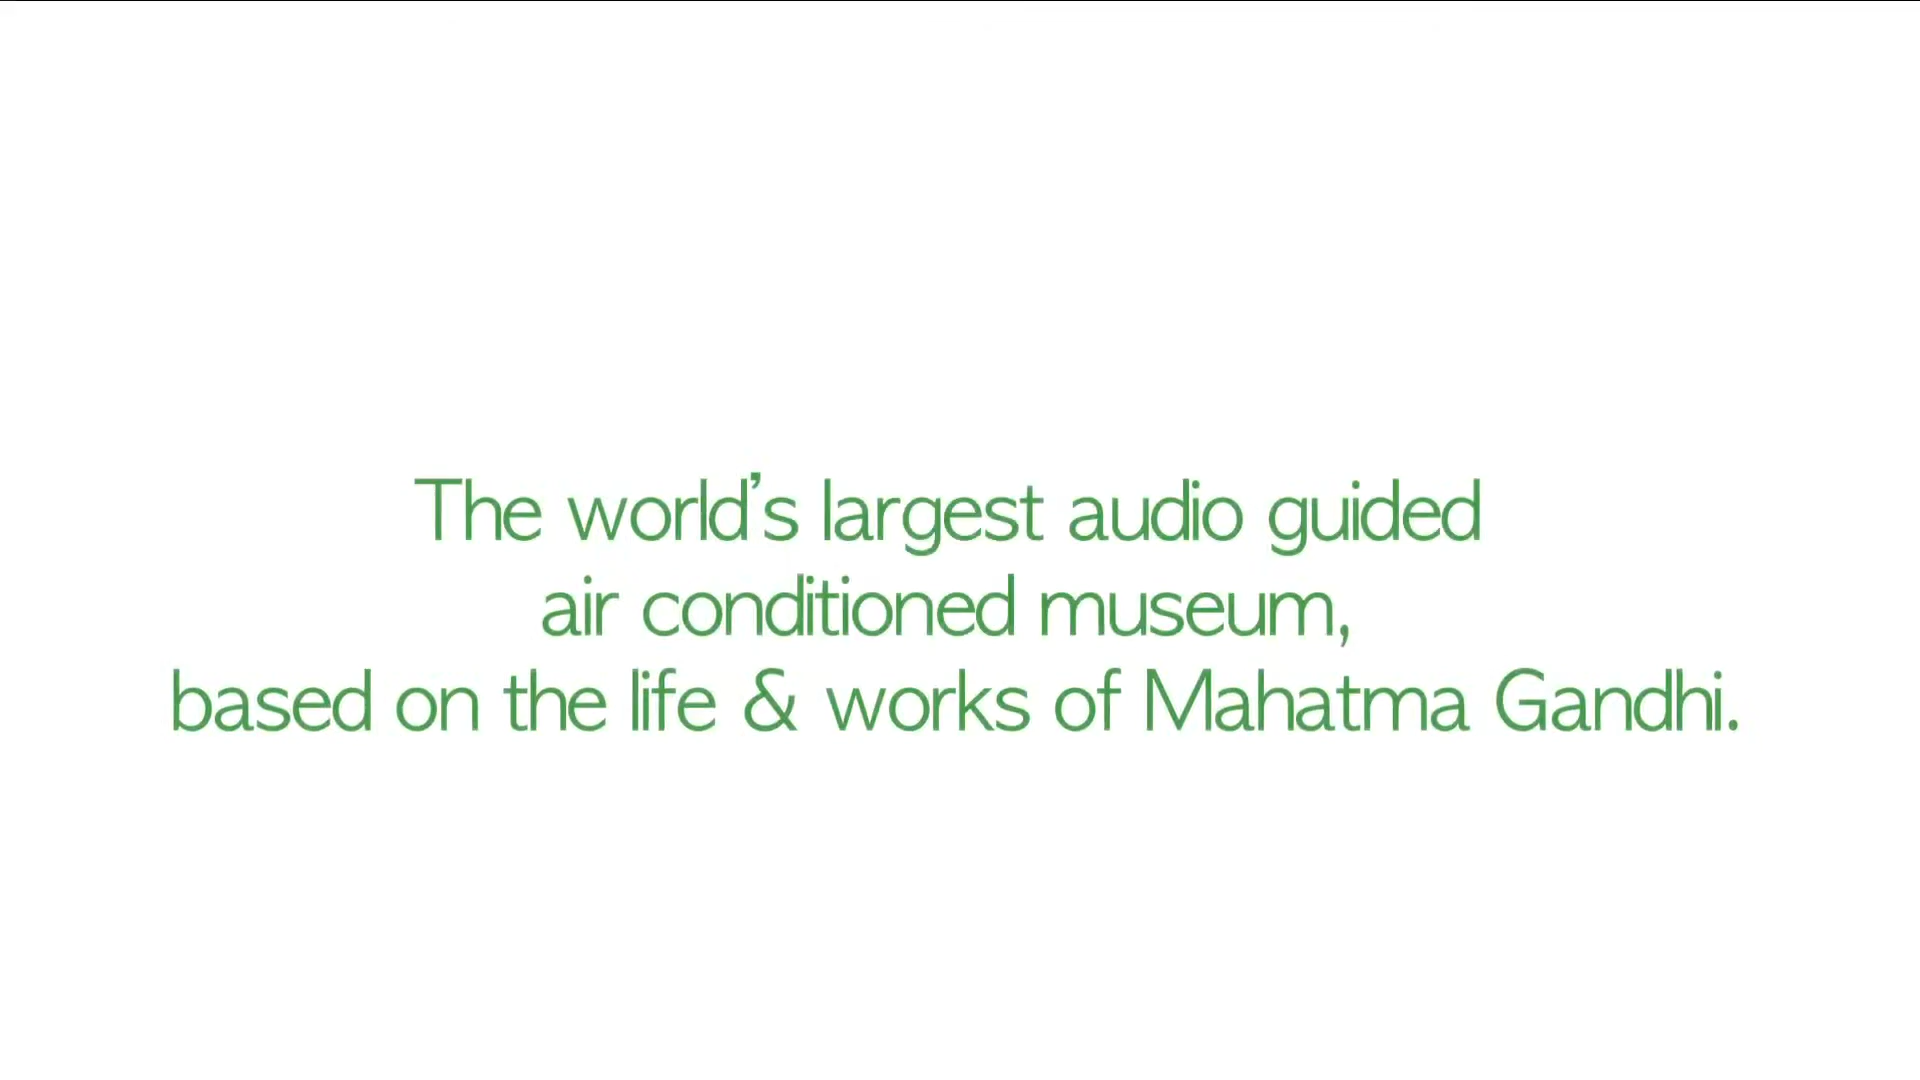 The world’s largest audio guided
air conditioned museum,
based on the life & works of Mahatma Gandhi.